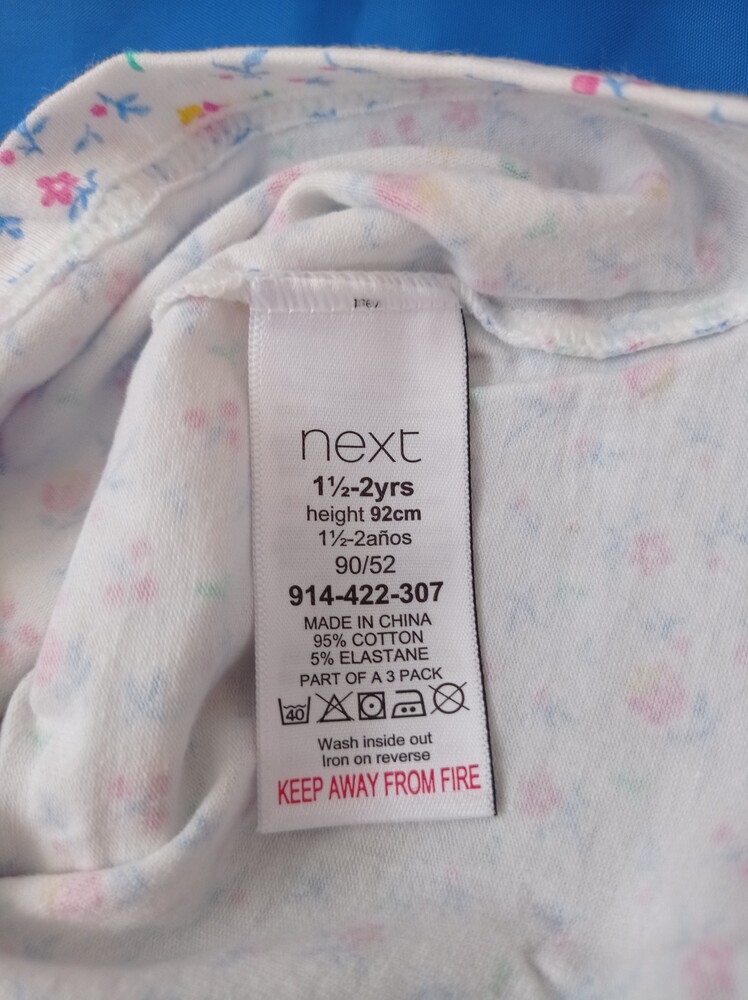 next
1½-2yrs
height 92cm
1½-2años
90/52
914-422-307
MADE IN CHINA
95% COTTON
5% ELASTANE
PART OF A 3 PACK
40
Wash inside out
Iron on reverse
KEEP AWAY FROM FIRE